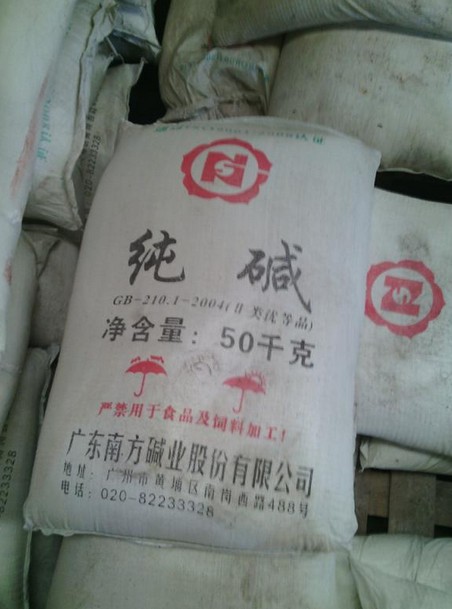 纯碱
GB-210.1-2004(Ⅱ类优等品)
净含量：50千克
严禁用于食品及饲料加工！
广东南方碱业股份有限公司
地址：广州市黄埔区南岗西路488号
电话：020-82233328
82233328